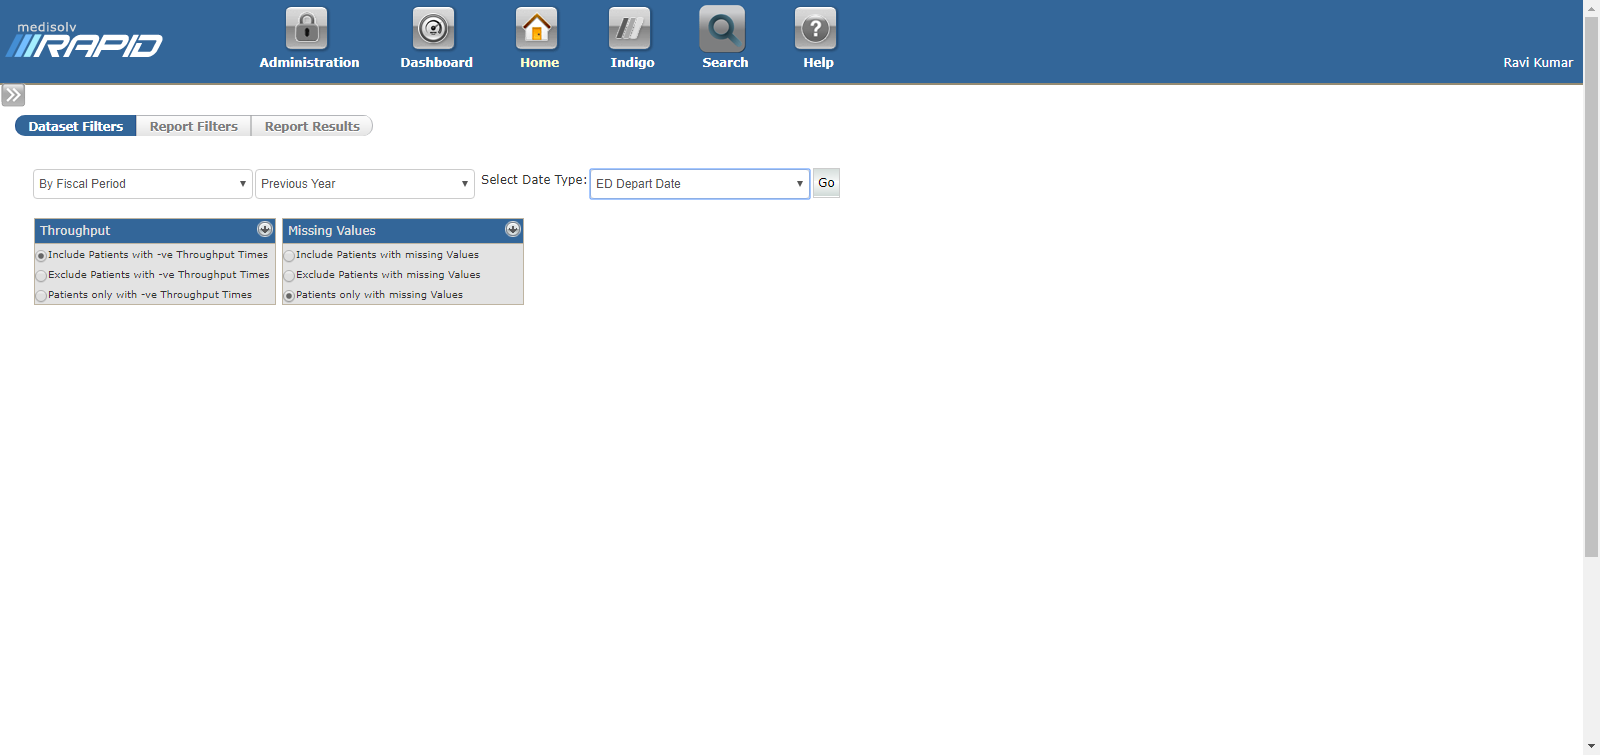 medisolv
RAPID
Administration
Dashboard
Home
Indigo
Search
Help
Ravi Kumar
Dataset Filters
Report Filters
Report Results
By Fiscal Period
Previous Year
Select Date Type:
ED Depart Date
Go
Throughput
Include Patients with -ve Throughput Times
Exclude Patients with -ve Throughput Times
Patients only with -ve Throughput Times
Missing Values
Include Patients with missing Values
Exclude Patients with missing Values
Patients only with missing Values